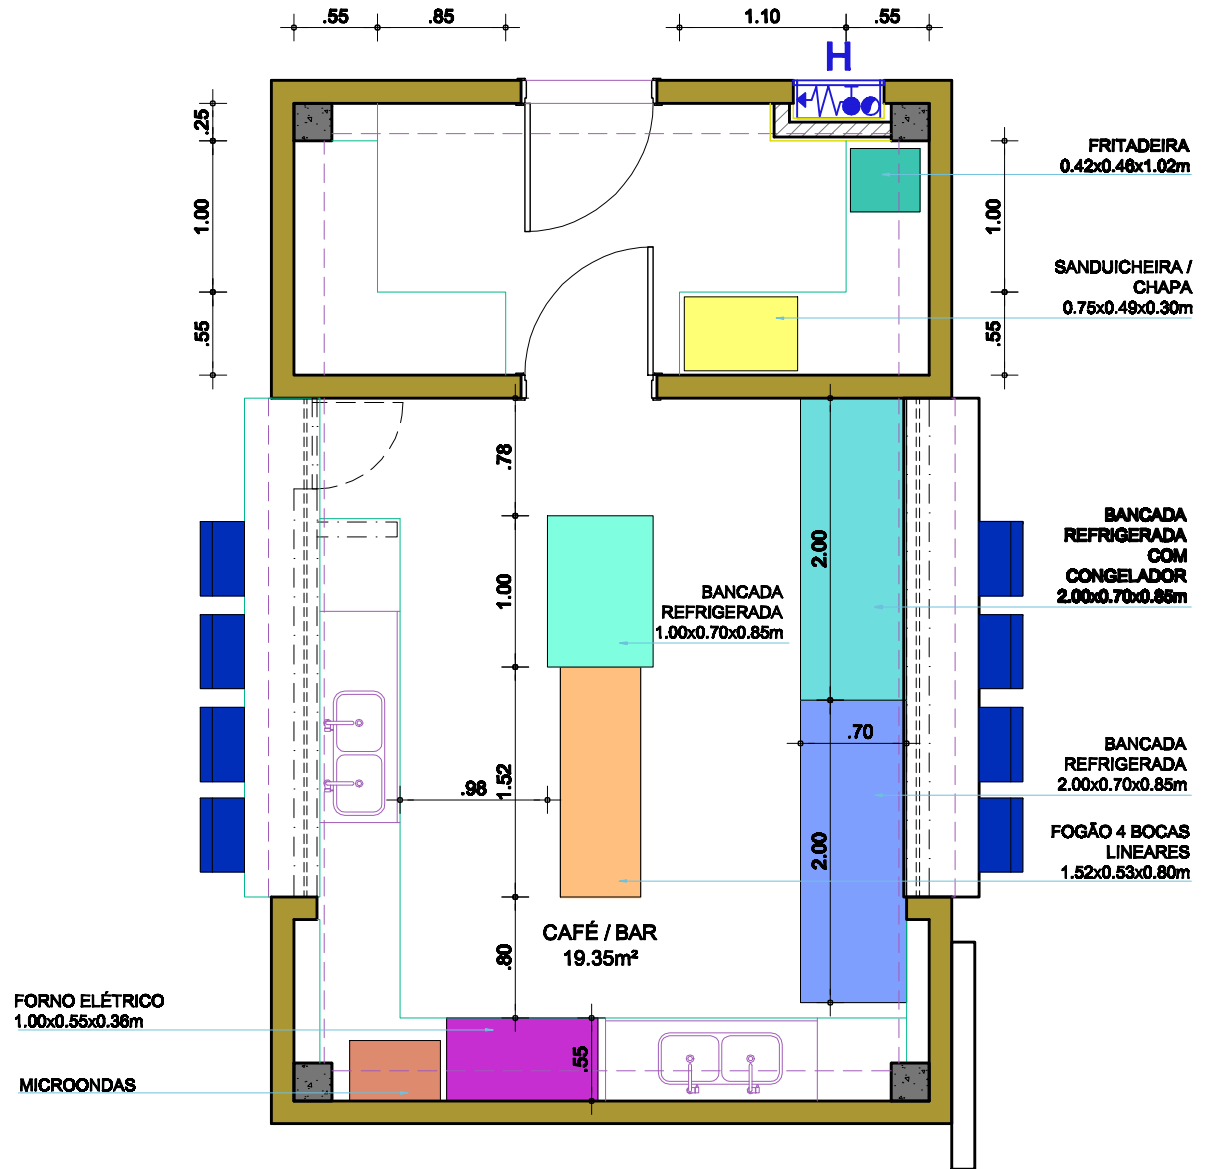 .55
.85
1.10
.55
H
.25
1.00
.55
FRITADEIRA
0.42x0.46x1.02m
1.00
SANDUICHEIRA /
CHAPA
0.75x0.49x0.30m
.55
.78
2.00
BANCADA
REFRIGERADA
COM
CONGELADOR
2.00x0.70x0.85m
1.00
BANCADA
REFRIGERADA
1.00x0.70x0.85m
.70
BANCADA
REFRIGERADA
2.00x0.70x0.85m
1.52
.98
2.00
FOGÃO 4 BOCAS
LINEARES
1.52x0.53x0.80m
CAFÉ / BAR
19.35m²
.80
FORNO ELÉTRICO
1.00x0.55x0.36m
.55
MICROONDAS